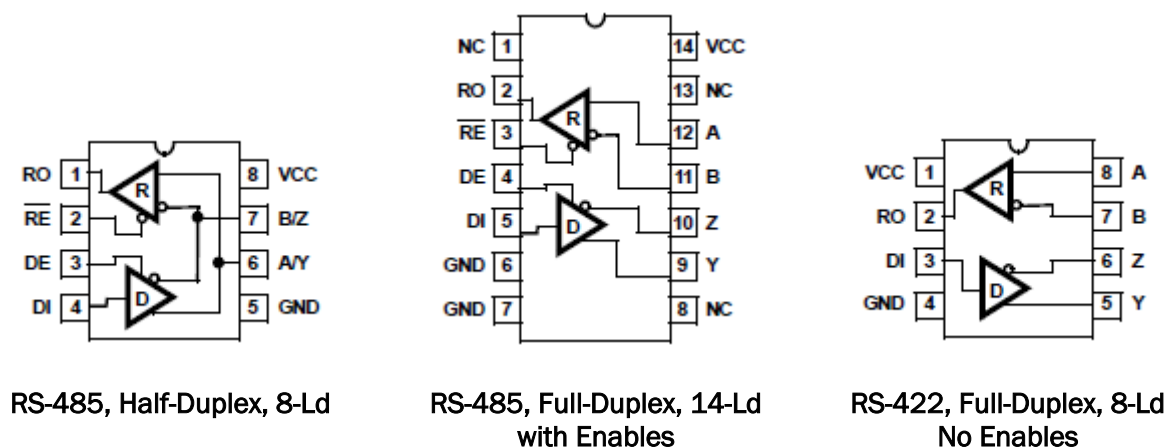 RO 1
RE 2
DE 3
DI 4
8 VCC
7 B/Z
6 A/Y
5 GND
R
D
RS-485, Half-Duplex, 8-Ld
NC 1
RO 2
RE 3
DE 4
DI 5
GND 6
GND 7
14 VCC
13 NC
12 A
11 B
10 Z
9 Y
8 NC
R
D
RS-485, Full-Duplex, 14-Ld
with Enables
VCC 1
RO 2
DI 3
GND 4
8 A
7 B
6 Z
5 Y
R
D
RS-422, Full-Duplex, 8-Ld
No Enables